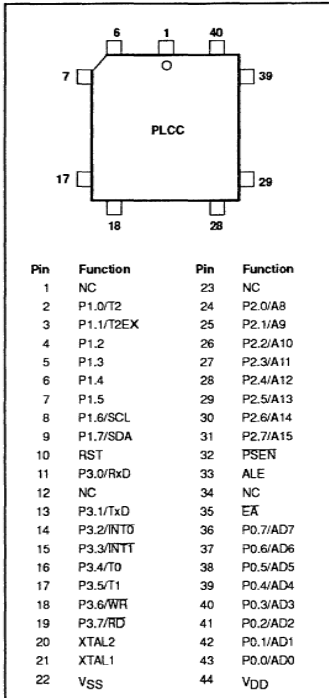 6 1 40
7 39
PLCC
17 29
18 28
Pin Function Pin Function
1 NC 23 NC
2 P1.0/T2 24 P2.0/A8
3 P1.1/T2EX 25 P2.1/A9
4 P1.2 26 P2.2/A10
5 P1.3 27 P2.3/A11
6 P1.4 28 P2.4/A12
7 P1.5 29 P2.5/A13
8 P1.6/SCL 30 P2.6/A14
9 P1.7/SDA 31 P2.7/A15
10 RST 32 P̅S̅E̅N̅
11 P3.0/RxD 33 ALE
12 NC 34 NC
13 P3.1/TxD 35 E̅A̅
14 P3.2/I̅N̅T̅0̅ 36 P0.7/AD7
15 P3.3/I̅N̅T̅1̅ 37 P0.6/AD6
16 P3.4/T0 38 P0.5/AD5
17 P3.5/T1 39 P0.4/AD4
18 P3.6/W̅R̅ 40 P0.3/AD3
19 P3.7/R̅D̅ 41 P0.2/AD2
20 XTAL2 42 P0.1/AD1
21 XTAL1 43 P0.0/AD0
22 VSS 44 VDD